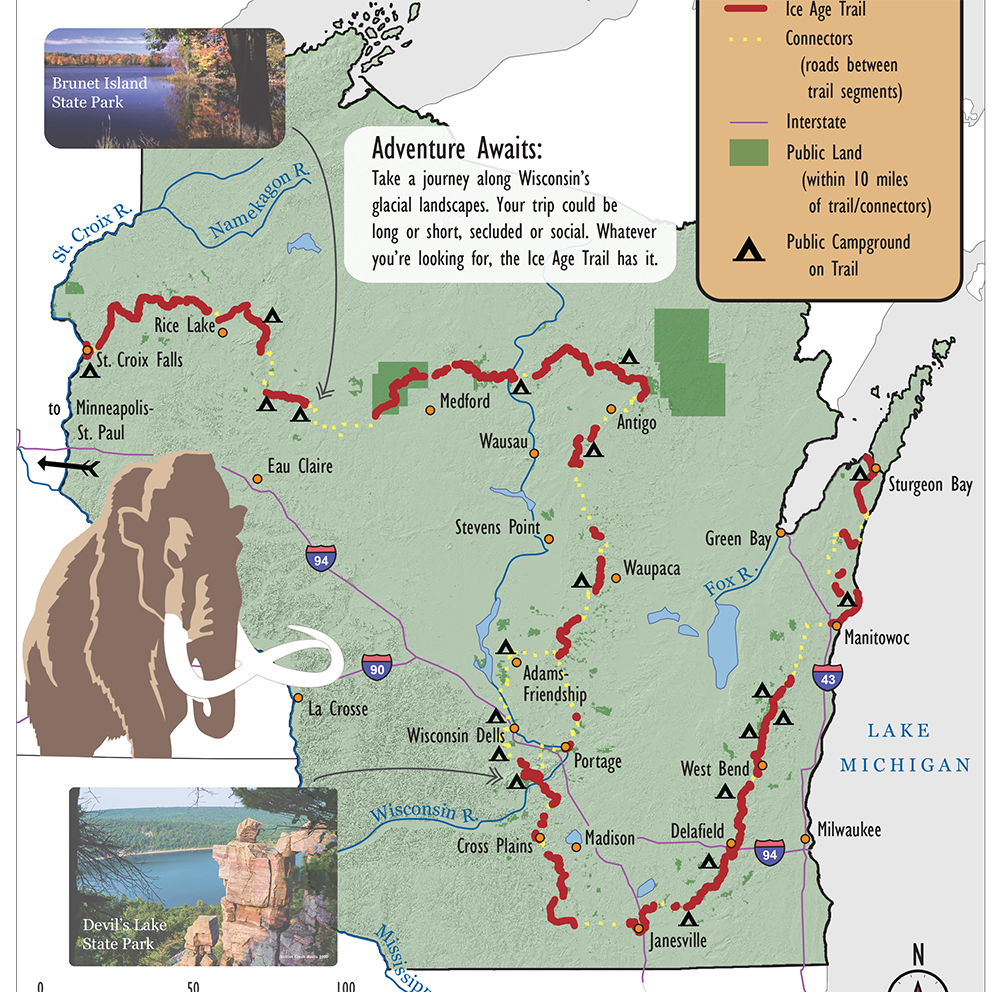 Ice Age Trail
Connectors
(roads between
trail segments)
Interstate
Public Land
(within 10 miles
of trail/connectors)
Public Campground
on Trail
Brunet Island
State Park
Adventure Awaits:
Take a journey along Wisconsin's
glacial landscapes. Your trip could be
long or short, secluded or social. Whatever
you're looking for, the Ice Age Trail has it.
St. Croix R.
Namekagon R.
Rice Lake
St. Croix Falls
to Minneapolis-
St. Paul
Medford
Antigo
Wausau
Eau Claire
Sturgeon Bay
Stevens Point
Green Bay
94
Waupaca
Fox R.
Manitowoc
90
Adams-
Friendship
43
La Crosse
Wisconsin Dells
LAKE
MICHIGAN
Portage
West Bend
Wisconsin R.
Cross Plains
Madison
Delafield
Milwaukee
94
Devil's Lake
State Park
Janesville
Mississipp
N
0 50 100